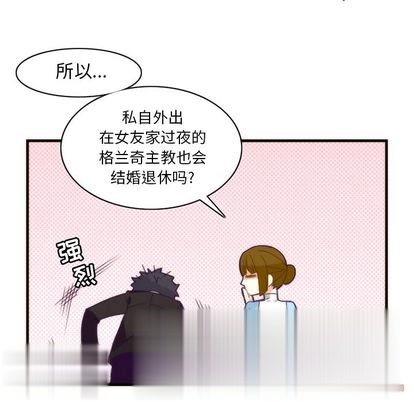 所以...
私自外出
在女友家过夜的
格兰奇主教也会
结婚退休吗?
强
烈